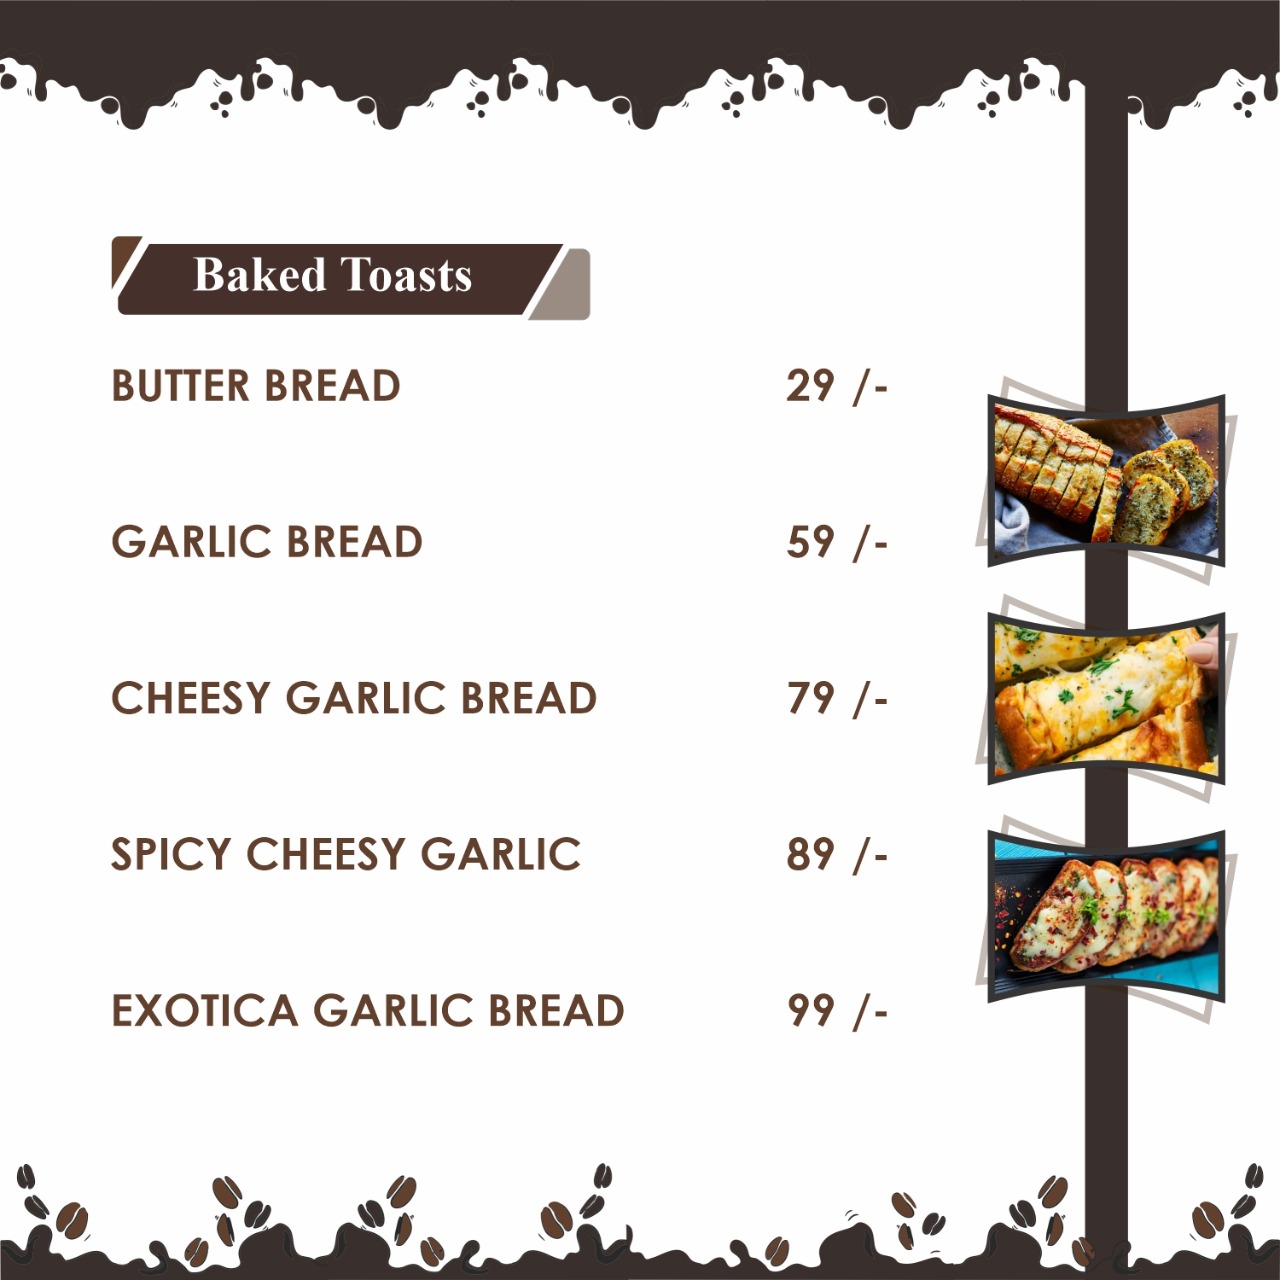 Baked Toasts
BUTTER BREAD 29 /-
GARLIC BREAD 59 /-
CHEESY GARLIC BREAD 79 /-
SPICY CHEESY GARLIC 89 /-
EXOTICA GARLIC BREAD 99 /-